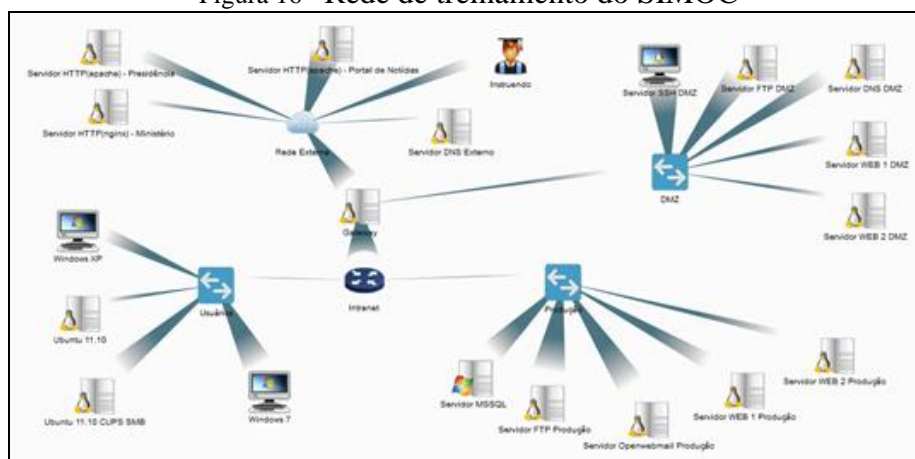 Figura 16 - Rede de treinamento do SIMOC
Servidor HTTP(apache) - Presidência
Servidor HTTP(apache) - Portal de Notícias
Instruendo
Servidor SSH DMZ
Servidor FTP DMZ
Servidor DNS DMZ
Servidor HTTP(nginx) - Ministério
Rede Externa
Servidor DNS Externo
Servidor WEB 1 DMZ
DMZ
Gateway
Servidor WEB 2 DMZ
Windows XP
Usuários
Intranet
Produção
Ubuntu 11.10
Servidor WEB 2 Produção
Servidor MSSQL
Servidor WEB 1 Produção
Ubuntu 11.10 CUPS SMB
Windows 7
Servidor FTP Produção
Servidor Openwebmail Produção